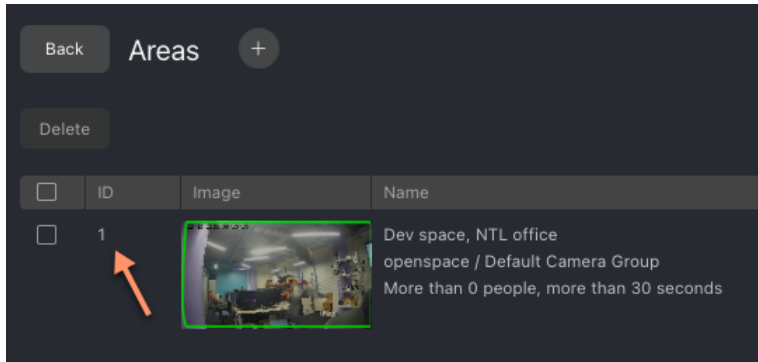 Back
Areas
+
Delete
ID
Image
Name
1
Dev space, NTL office
openspace / Default Camera Group
More than 0 people, more than 30 seconds